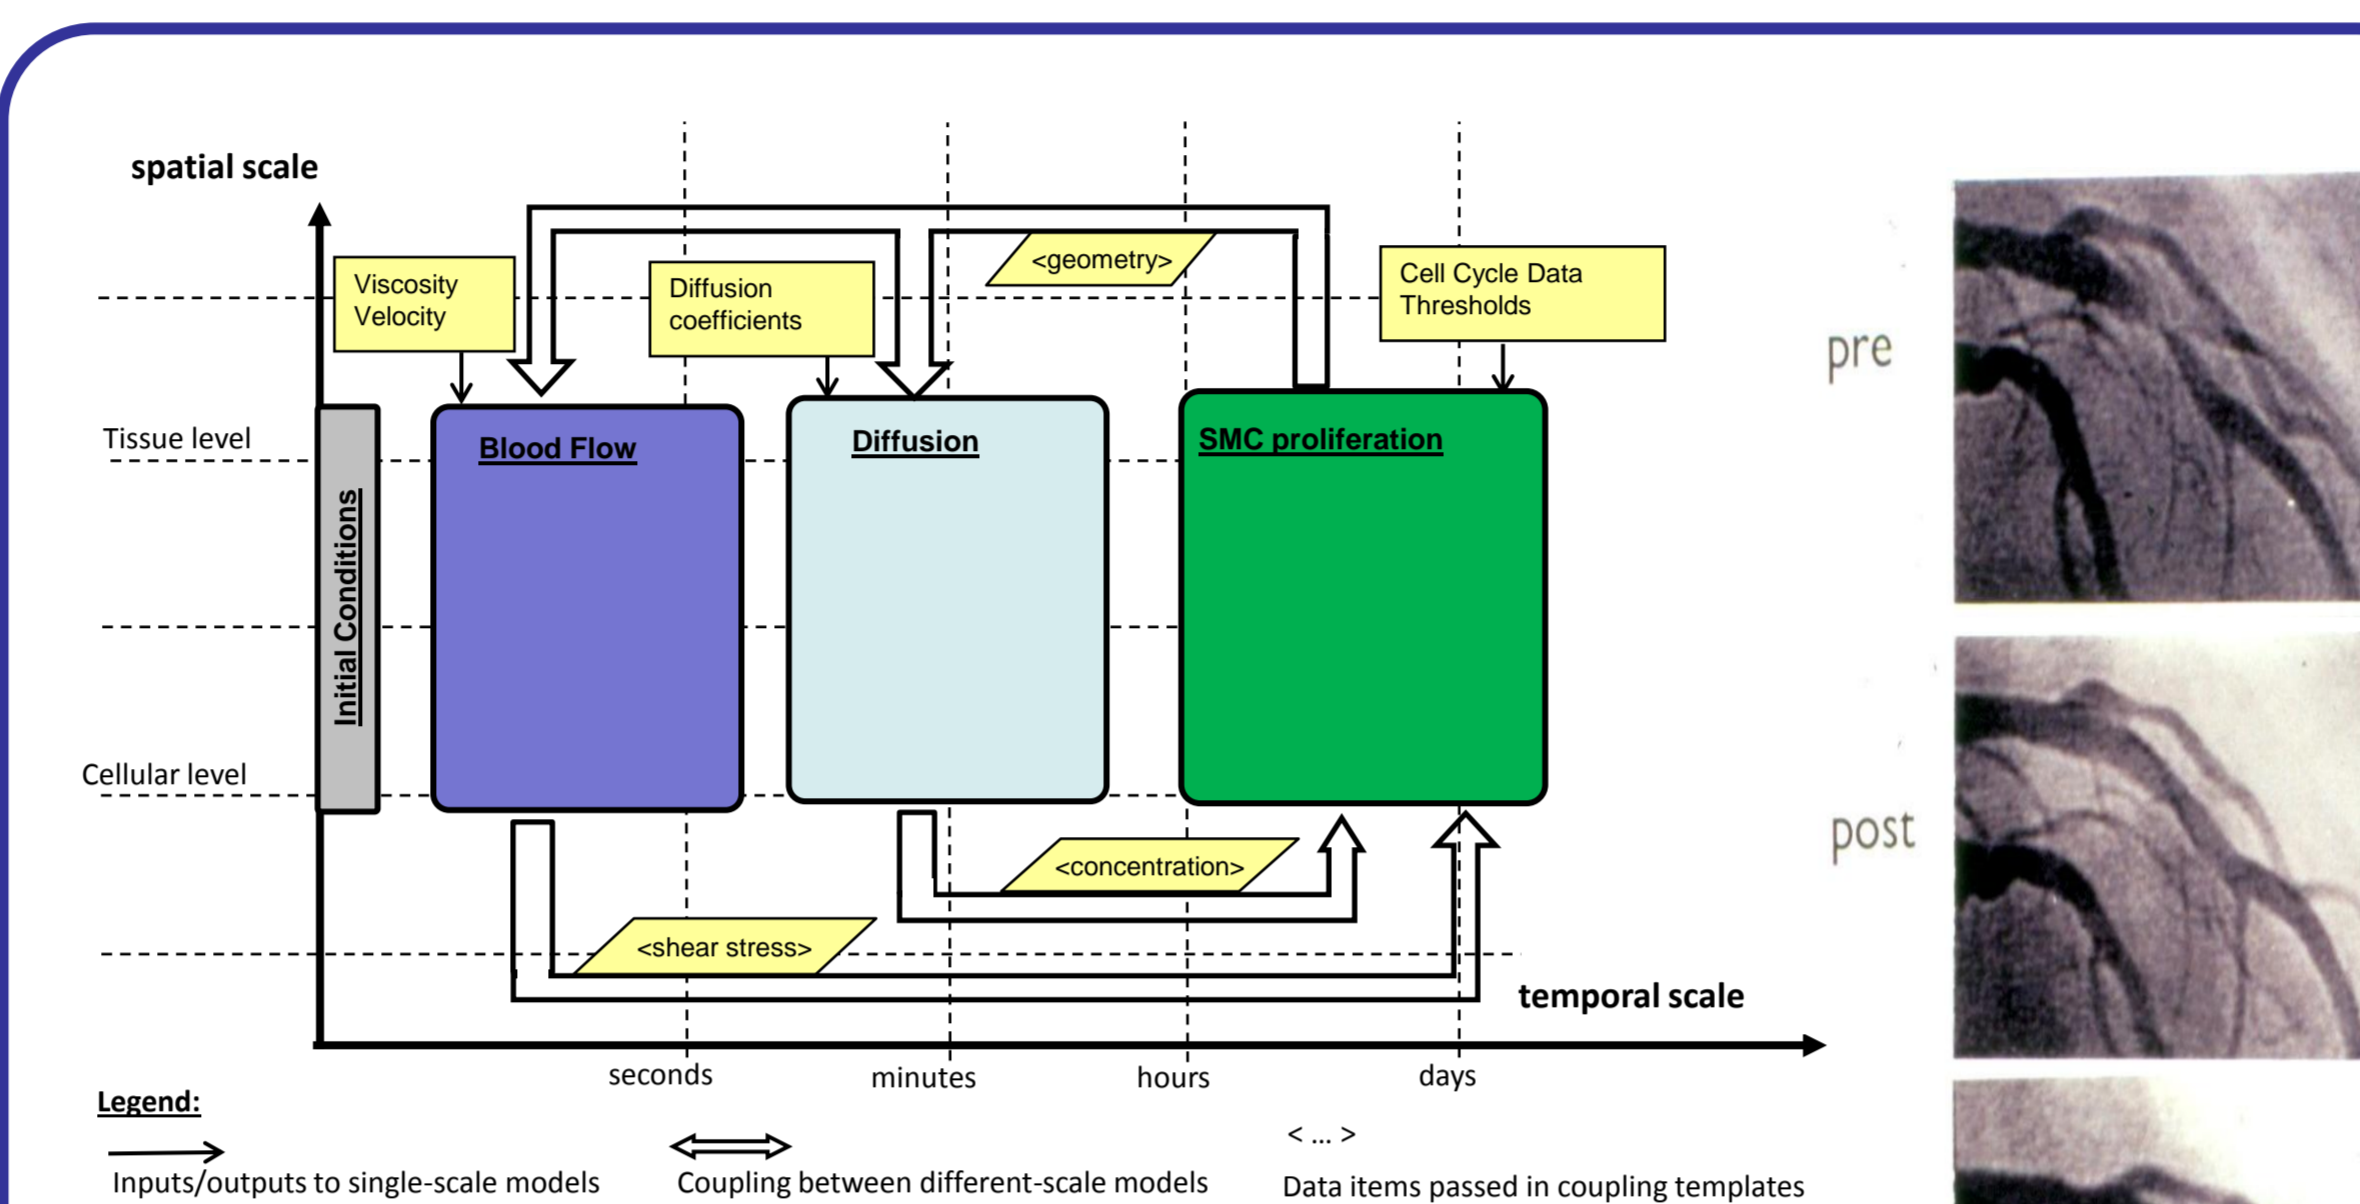 spatial scale
Viscosity
Velocity
Diffusion
coefficients
<geometry>
Cell Cycle Data
Thresholds
pre
Tissue level
Blood Flow
Diffusion
SMC proliferation
Initial Conditions
Cellular level
post
<concentration>
<shear stress>
temporal scale
seconds
minutes
hours
days
Legend:
< ... >
Inputs/outputs to single-scale models
Coupling between different-scale models
Data items passed in coupling templates